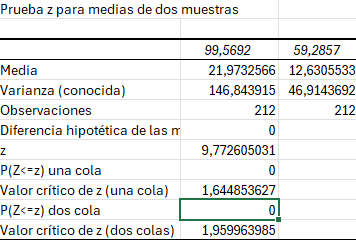 Prueba z para medias de dos muestras
99,5692 59,2857
Media 21,9732566 12,6305533
Varianza (conocida) 146,843915 46,9143692
Observaciones 212 212
Diferencia hipotética de las m 0
z 9,772605031
P(Z<=z) una cola 0
Valor crítico de z (una cola) 1,644853627
P(Z<=z) dos cola 0
Valor crítico de z (dos colas) 1,959963985